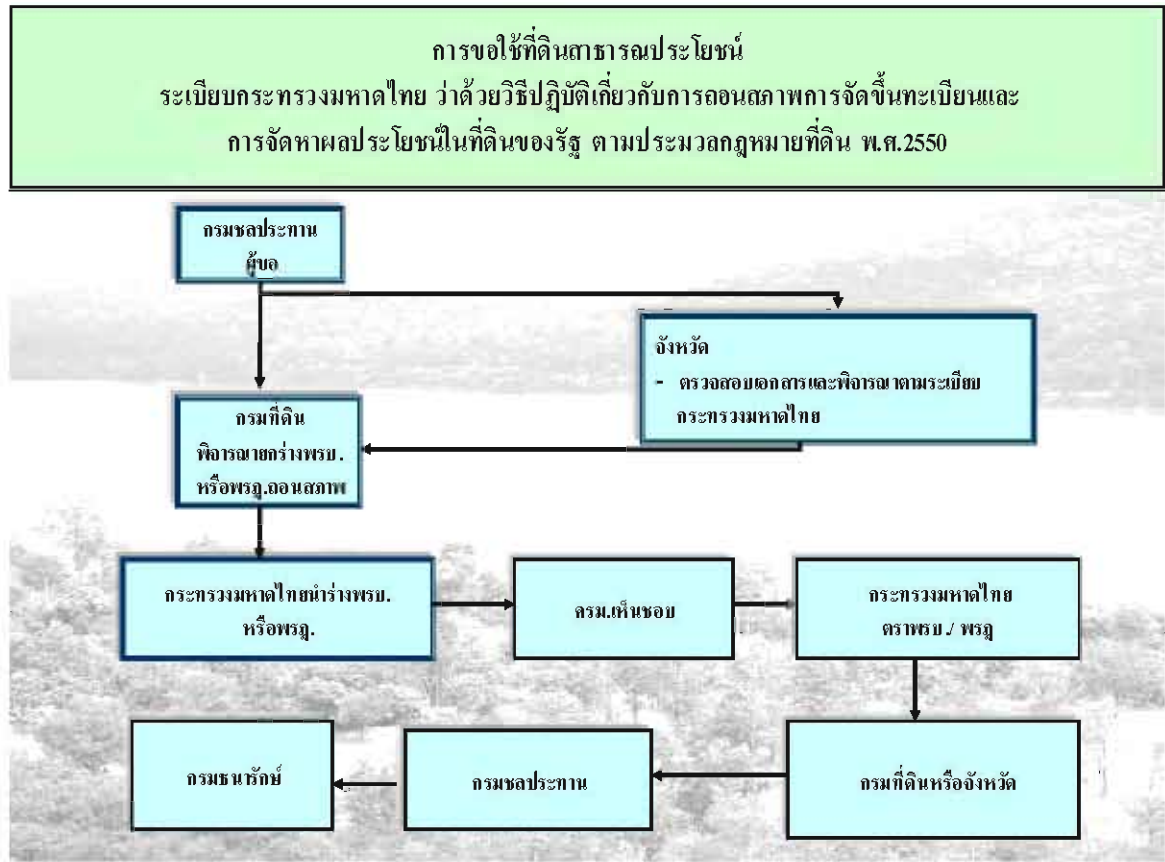 การขอใช้ที่ดินสาธารณประโยชน์
ระเบียบกระทรวงมหาดไทย ว่าด้วยวิธีปฏิบัติเกี่ยวกับการถอนสภาพการจัดขึ้นทะเบียนและ
การจัดหาผลประโยชน์ในที่ดินของรัฐ ตามประมวลกฎหมายที่ดิน พ.ศ.2550
กรมชลประทาน
ผู้ขอ
จังหวัด
- ตรวจสอบเอกสารและพิจารณาตามระเบียบ
กระทรวงมหาดไทย
กรมที่ดิน
พิจารณายกร่างพรบ.
หรือพรฎ.ถอนสภาพ
กระทรวงมหาดไทยนำร่างพรบ.
หรือพรฎ.
ครม.เห็นชอบ
กระทรวงมหาดไทย
ตราพรบ./ พรฎ
กรมธนารักษ์
กรมชลประทาน
กรมที่ดินหรือจังหวัด